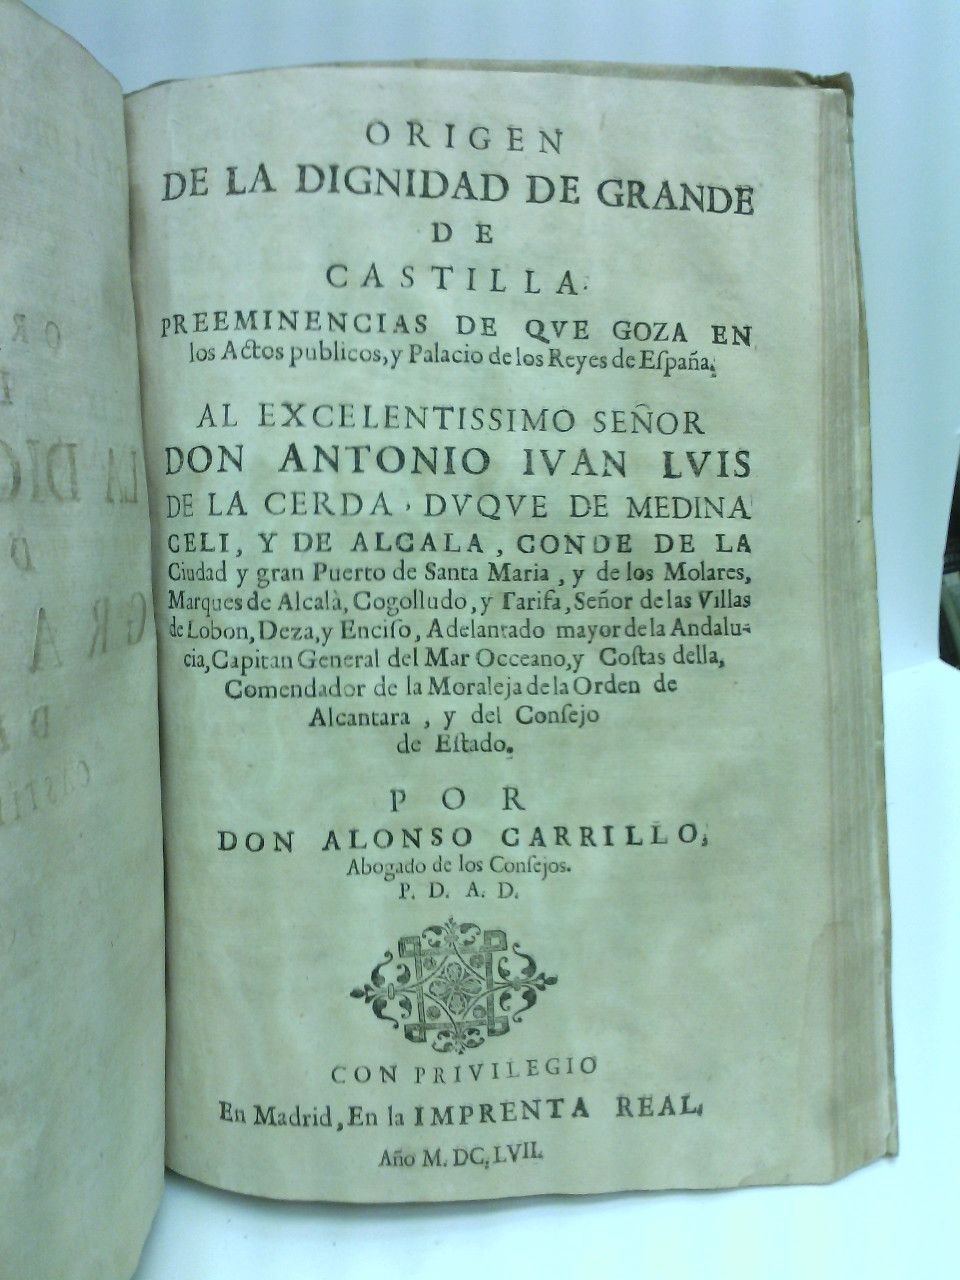 ORIGEN
DE LA DIGNIDAD DE GRANDE
DE
CASTILLA.
PREEMINENCIAS DE QVE GOZA EN
los Actos publicos, y Palacio de los Reyes de Eſpaña.
AL EXCELENTISSIMO SEÑOR
DON ANTONIO IVAN LVIS
DE LA CERDA, DVQVE DE MEDINA
CELI, Y DE ALCALA, CONDE DE LA
Ciudad y gran Puerto de Santa Maria, y de los Molares,
Marques de Alcalà, Cogolludo, y Tarifa, Señor de las Villas
de Lobon, Deza, y Enciſo, Adelantado mayor de la Andalu-
cia, Capitan General del Mar Occeano, y Coſtas della,
Comendador de la Moraleja de la Orden de
Alcantara, y del Conſejo
de Eſtado.
POR
DON ALONSO CARRILLO,
Abogado de los Conſejos.
P. D. A. D.
CON PRIVILEGIO
En Madrid, En la IMPRENTA REAL,
Año M. DC. LVII.